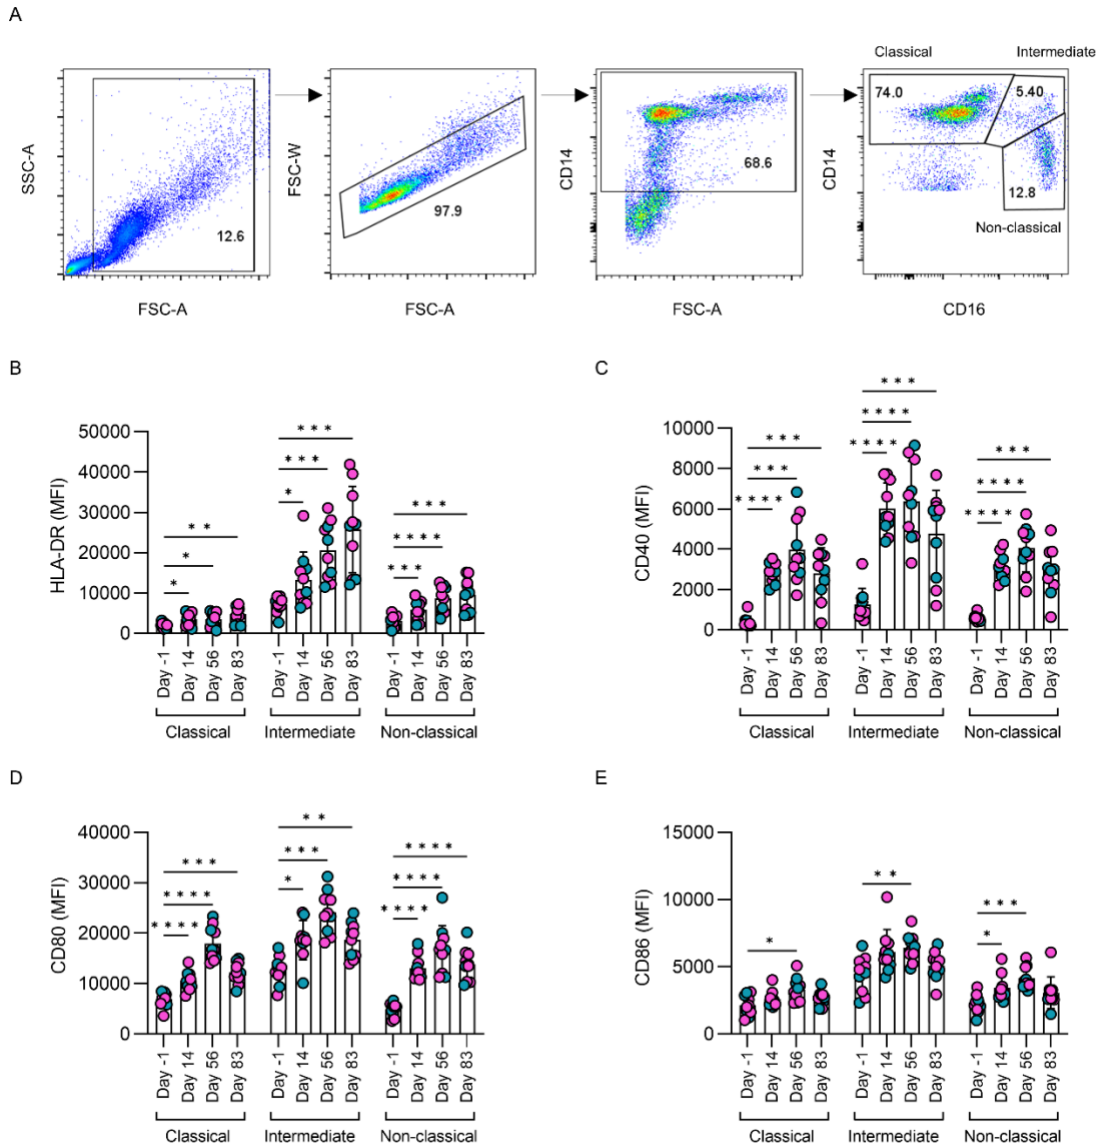 A
Classical
Intermediate
74.0
5.40
SSC-A
FSC-W
CD14
CD14
12.6
97.9
68.6
12.8
Non-classical
FSC-A
FSC-A
FSC-A
CD16
B
HLA-DR (MFI)
50000
40000
30000
20000
10000
0
* *
*
*
* * *
* * *
*
* * *
* * * *
* * *
Day -1
Day 14
Day 56
Day 83
Day -1
Day 14
Day 56
Day 83
Day -1
Day 14
Day 56
Day 83
Classical
Intermediate
Non-classical
C
CD40 (MFI)
10000
8000
6000
4000
2000
0
* * *
* * *
* * * *
* * *
* * * *
* * * *
* * *
* * * *
* * * *
Day -1
Day 14
Day 56
Day 83
Day -1
Day 14
Day 56
Day 83
Day -1
Day 14
Day 56
Day 83
Classical
Intermediate
Non-classical
D
CD80 (MFI)
40000
30000
20000
10000
0
* * *
* * * *
* * * *
* *
* * *
*
* * * *
* * * *
* * * *
Day -1
Day 14
Day 56
Day 83
Day -1
Day 14
Day 56
Day 83
Day -1
Day 14
Day 56
Day 83
Classical
Intermediate
Non-classical
E
CD86 (MFI)
15000
10000
5000
0
*
* *
* * *
*
Day -1
Day 14
Day 56
Day 83
Day -1
Day 14
Day 56
Day 83
Day -1
Day 14
Day 56
Day 83
Classical
Intermediate
Non-classical